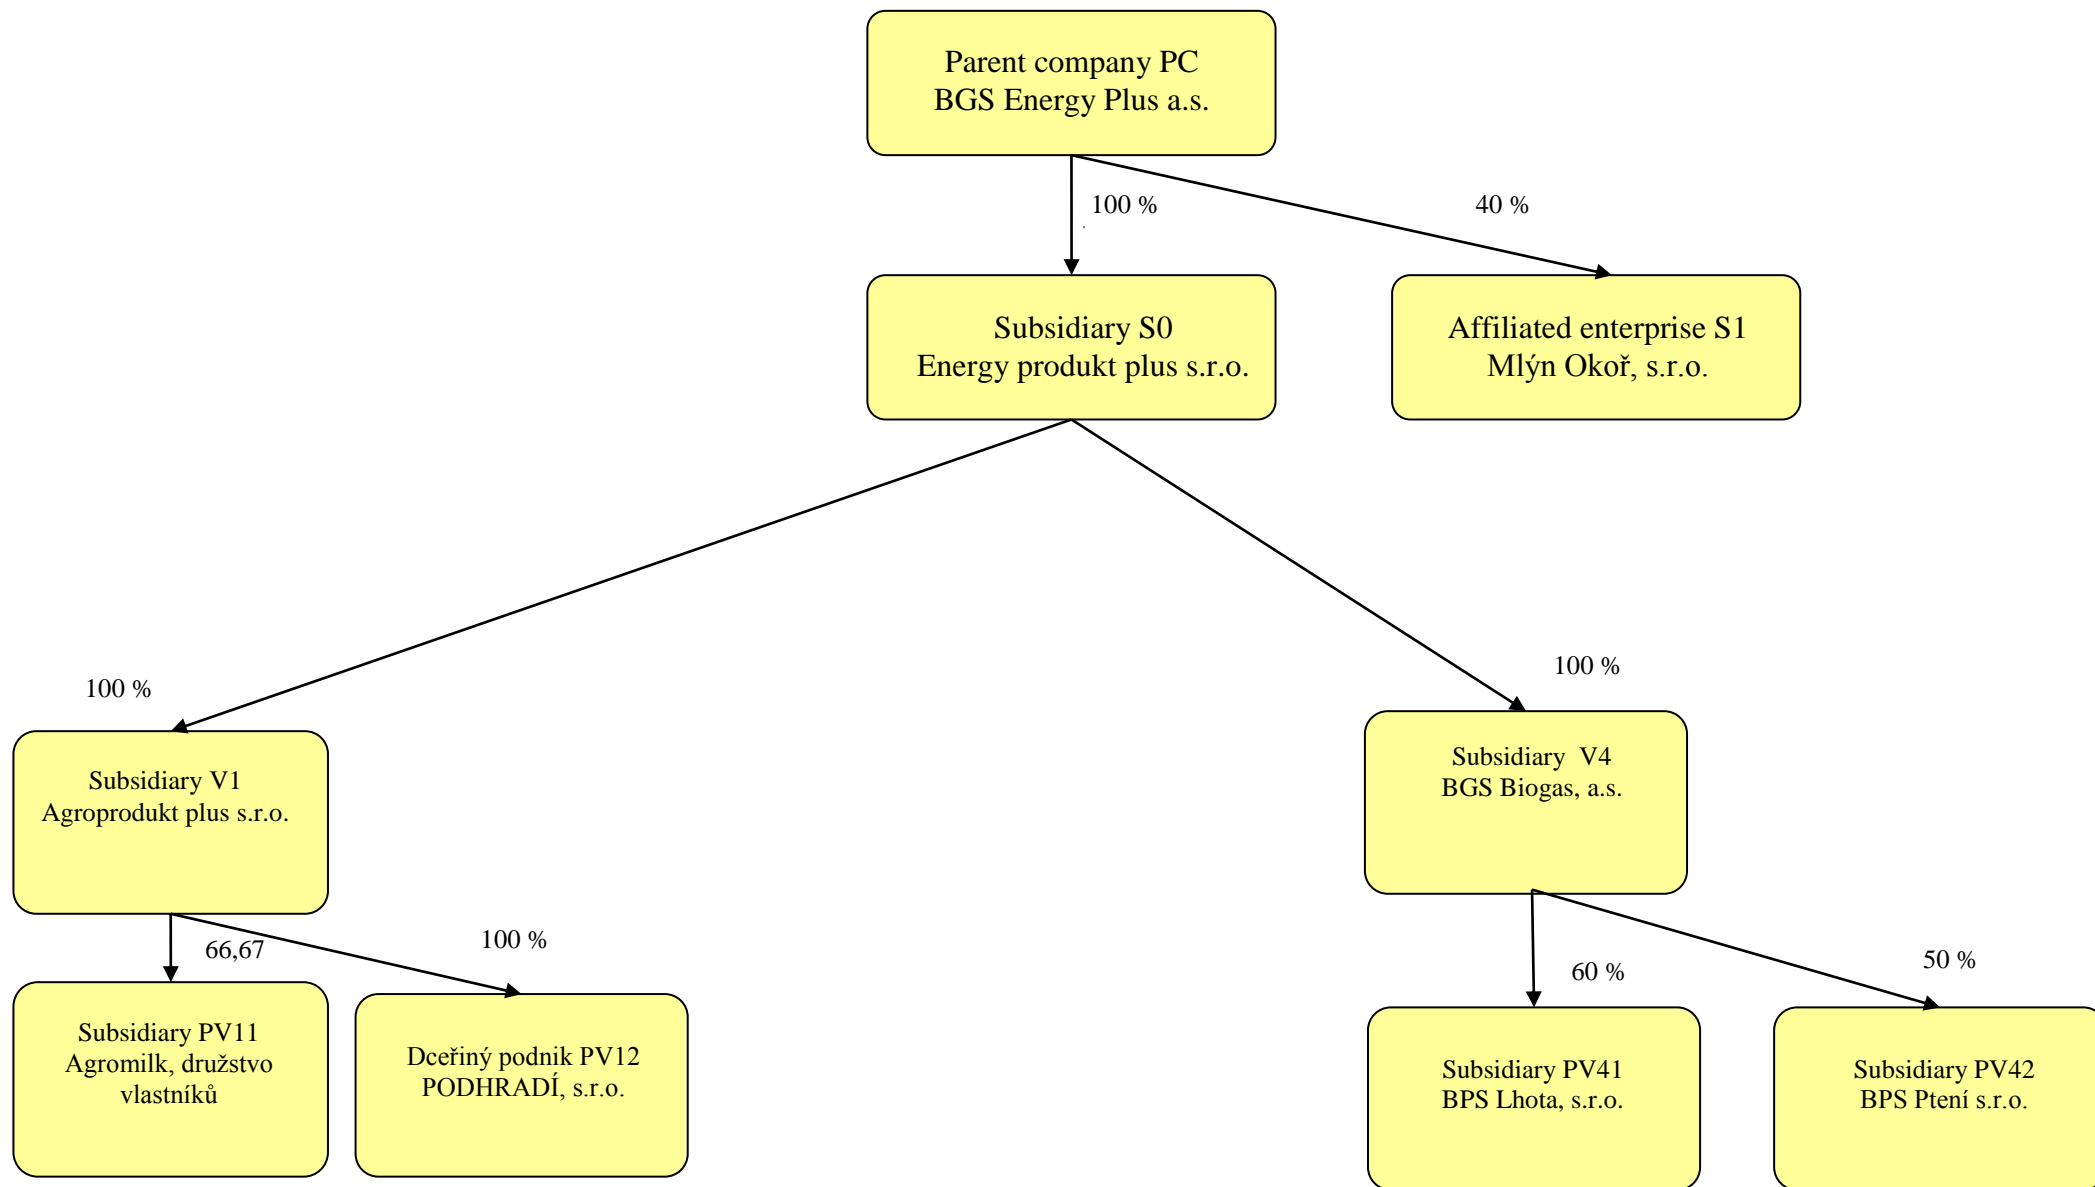 Parent company PC
BGS Energy Plus a.s.
100 %
40 %
Subsidiary S0
Energy produkt plus s.r.o.
Affiliated enterprise S1
Mlýn Okoř, s.r.o.
100 %
100 %
Subsidiary V1
Agroprodukt plus s.r.o.
Subsidiary  V4
BGS Biogas, a.s.
66,67
100 %
60 %
50 %
Subsidiary PV11
Agromilk, družstvo
vlastníků
Dceřiný podnik PV12
PODHRADÍ, s.r.o.
Subsidiary PV41
BPS Lhota, s.r.o.
Subsidiary PV42
BPS Ptení s.r.o.